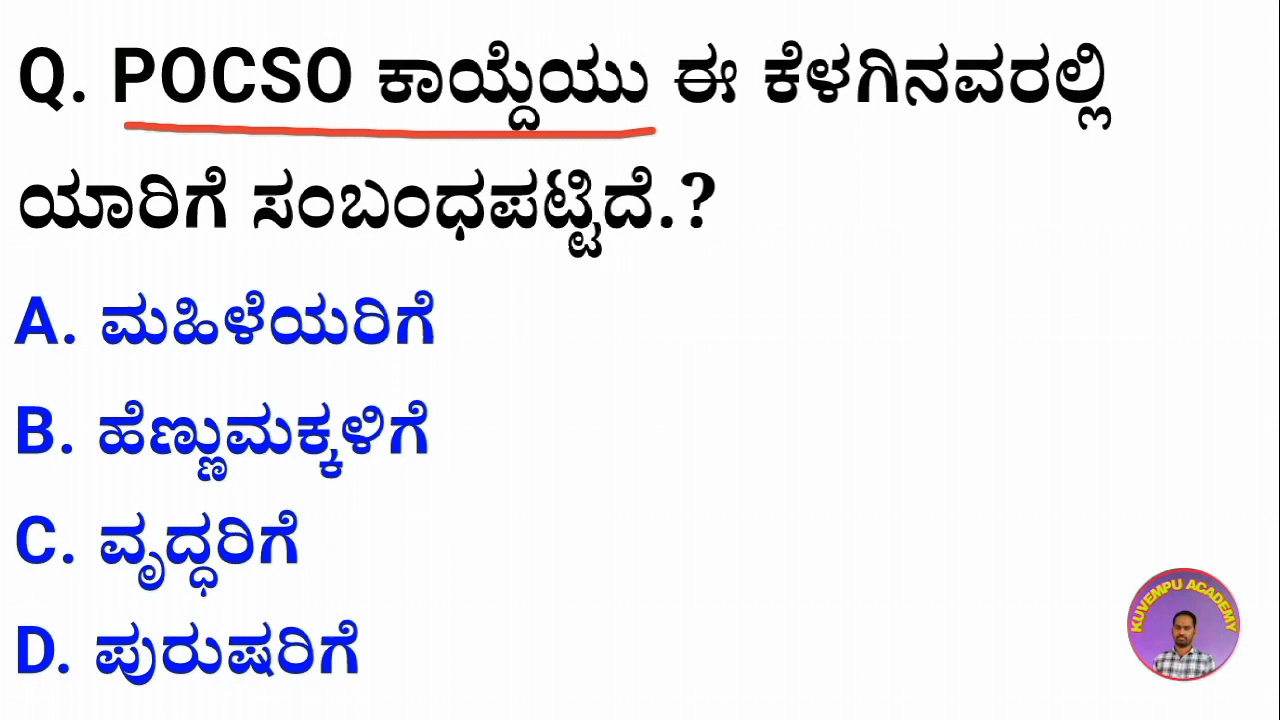 Q. POCSO ಕಾಯ್ದೆಯು ಈ ಕೆಳಗಿನವರಲ್ಲಿ
ಯಾರಿಗೆ ಸಂಬಂಧಪಟ್ಟಿದೆ.?
A. ಮಹಿಳೆಯರಿಗೆ
B. ಹೆಣ್ಣುಮಕ್ಕಳಿಗೆ
C. ವೃದ್ಧರಿಗೆ
D. ಪುರುಷರಿಗೆ
KUVEMPU ACADEMY